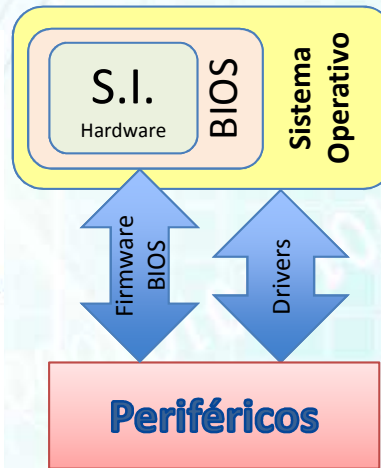 S.I.
Hardware
BIOS
Sistema
Operativo
Firmware
BIOS
Drivers
Periféricos